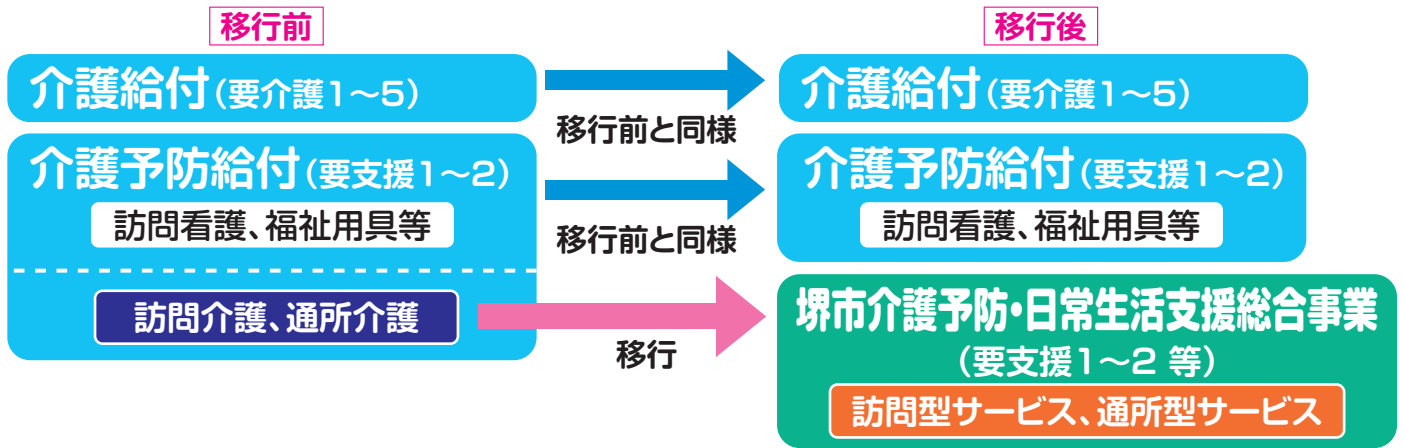 移行前
介護給付(要介護1～5)
介護予防給付(要支援1～2)
訪問看護、福祉用具等
訪問介護、通所介護
移行前と同様
移行前と同様
移行
移行後
介護給付(要介護1～5)
介護予防給付(要支援1～2)
訪問看護、福祉用具等
堺市介護予防・日常生活支援総合事業
(要支援1～2 等)
訪問型サービス、通所型サービス